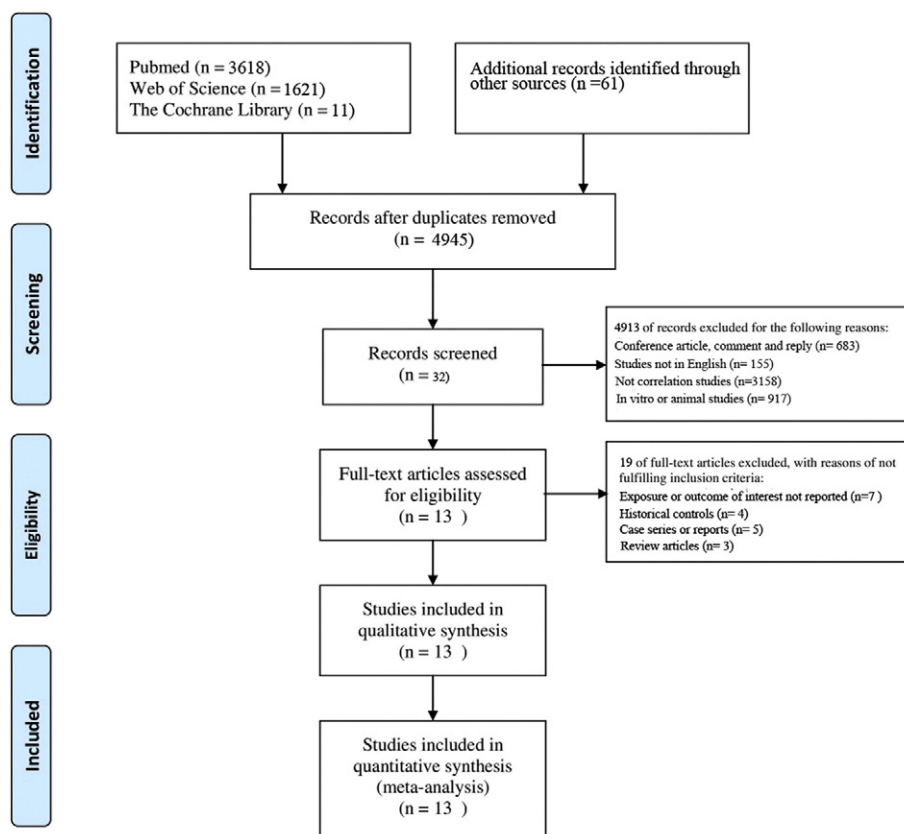 Identification
Pubmed (n = 3618)
Web of Science (n = 1621)
The Cochrane Library (n = 11)
Additional records identified through
other sources (n =61)
Records after duplicates removed
(n = 4945)
Screening
Records screened
(n = 32)
4913 of records excluded for the following reasons:
Conference article, comment and reply (n= 683)
Studies not in English (n= 155)
Not correlation studies (n=3158)
In vitro or animal studies (n= 917)
Eligibility
Full-text articles assessed
for eligibility
(n = 13 )
19 of full-text articles excluded, with reasons of not
fulfilling inclusion criteria:
Exposure or outcome of interest not reported (n=7 )
Historical controls (n= 4)
Case series or reports (n= 5)
Review articles (n= 3)
Studies included in
qualitative synthesis
(n = 13 )
Included
Studies included in
quantitative synthesis
(meta-analysis)
(n = 13 )